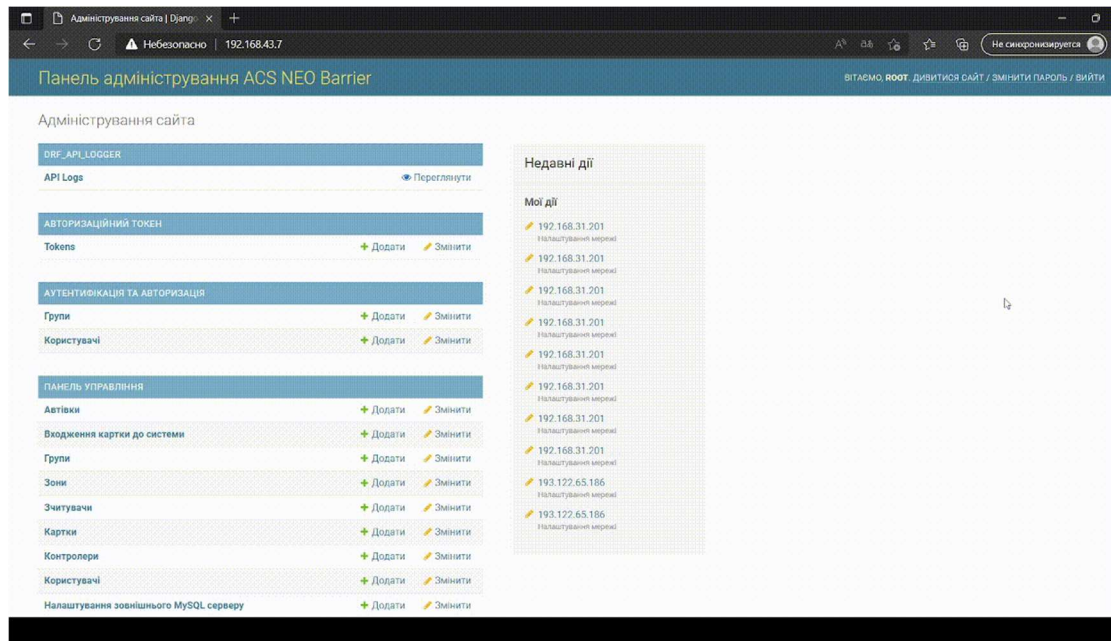 Адміністрування сайта | Django
Небезопасно | 192.168.43.7
Не синхронизируется
Панель адміністрування ACS NEO Barrier
ВІТАЄМО, ROOT. ДИВИТИСЯ САЙТ / ЗМІНИТИ ПАРОЛЬ / ВИЙТИ
Адміністрування сайта
DRF_API_LOGGER
API Logs Переглянути
АВТОРИЗАЦІЙНИЙ ТОКЕН
Tokens Додати Змінити
АУТЕНТИФІКАЦІЯ ТА АВТОРИЗАЦІЯ
Групи Додати Змінити
Користувачі Додати Змінити
ПАНЕЛЬ УПРАВЛІННЯ
Автівки Додати Змінити
Входження картки до системи Додати Змінити
Групи Додати Змінити
Зони Додати Змінити
Зчитувачи Додати Змінити
Картки Додати Змінити
Контролери Додати Змінити
Користувачі Додати Змінити
Налаштування зовнішнього MySQL серверу Додати Змінити
Недавні дії
Мої дії
192.168.31.201
Налаштування мережі
192.168.31.201
Налаштування мережі
192.168.31.201
Налаштування мережі
192.168.31.201
Налаштування мережі
192.168.31.201
Налаштування мережі
192.168.31.201
Налаштування мережі
192.168.31.201
Налаштування мережі
192.168.31.201
Налаштування мережі
193.122.65.186
Налаштування мережі
193.122.65.186
Налаштування мережі